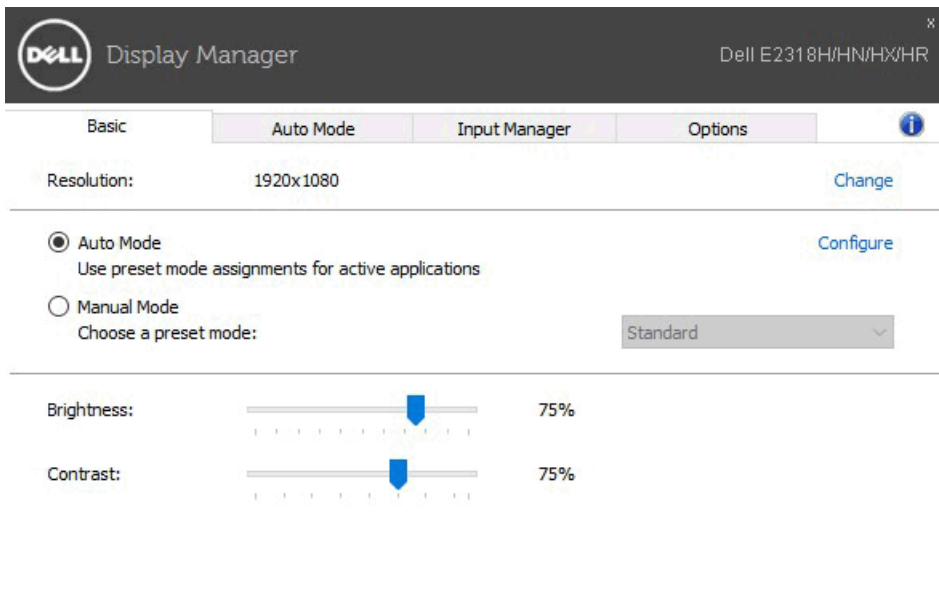 x
DELL Display Manager
Dell E2318H/HN/HX/HR
Basic Auto Mode Input Manager Options i
Resolution: 1920x1080 Change
Auto Mode Configure
Use preset mode assignments for active applications
Manual Mode
Choose a preset mode: Standard
Brightness: 75%
Contrast: 75%